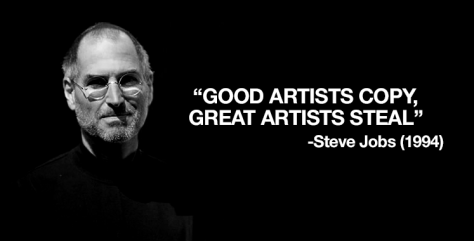 “GOOD ARTISTS COPY,
GREAT ARTISTS STEAL”
-Steve Jobs (1994)